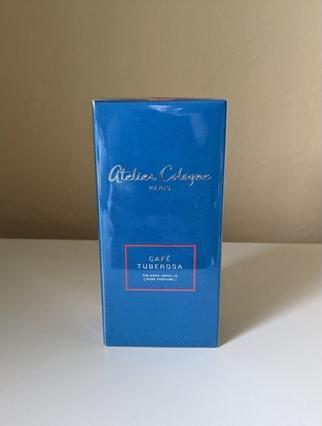 Atelier Cologne
PARIS
CAFÉ
TUBEROSA
COLOGNE ABSOLUE
[ PURE PERFUME ]